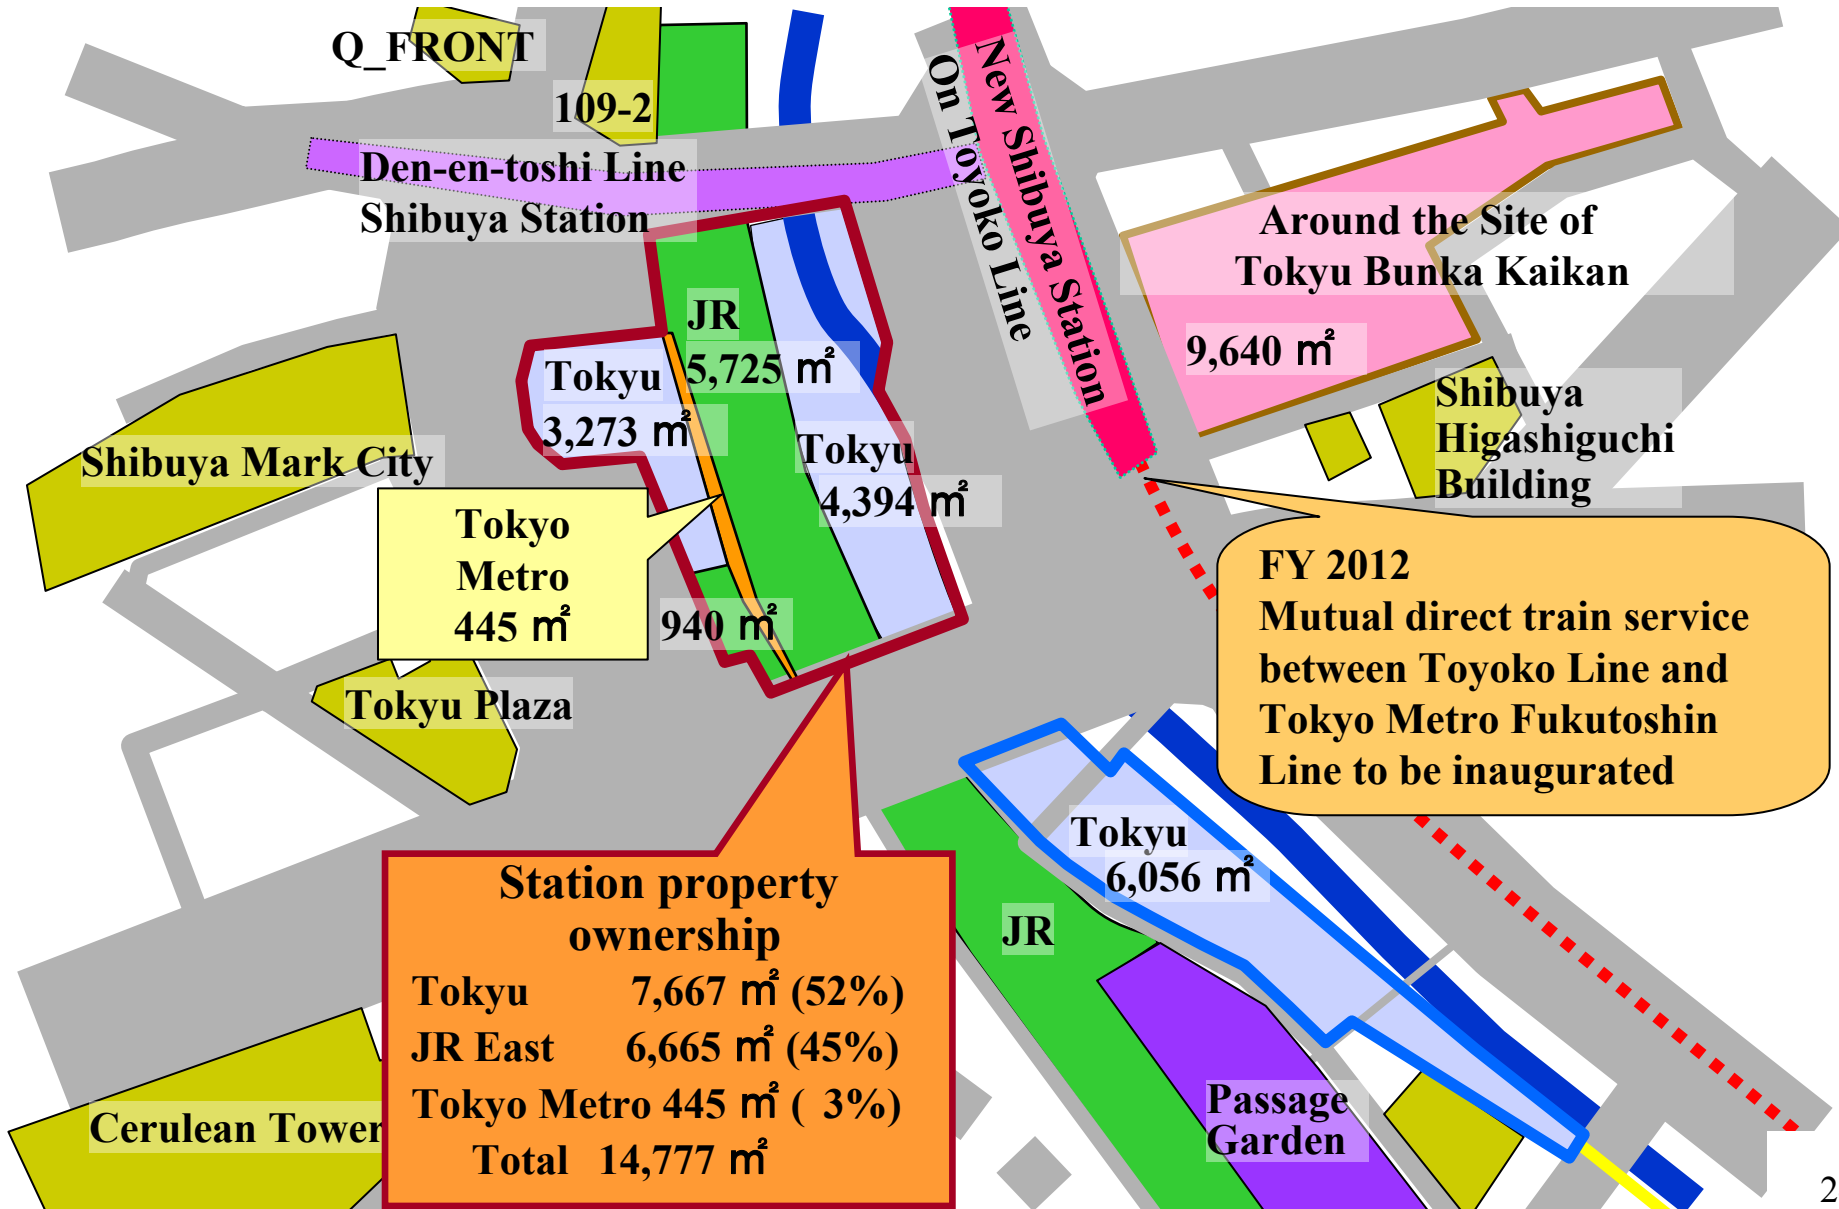 Q_FRONT
109-2
Den-en-toshi Line
Shibuya Station
New Shibuya Station
On Toyoko Line
Around the Site of
Tokyu Bunka Kaikan
9,640 ㎡
JR
5,725 ㎡
Tokyu
3,273 ㎡
Tokyu
4,394 ㎡
Shibuya
Higashiguchi
Building
Shibuya Mark City
Tokyo
Metro
445 ㎡
940 ㎡
FY 2012
Mutual direct train service
between Toyoko Line and
Tokyo Metro Fukutoshin
Line to be inaugurated
Tokyu Plaza
Tokyu
6,056 ㎡
JR
Station property
ownership
Tokyu 7,667 ㎡ (52%)
JR East 6,665 ㎡ (45%)
Tokyo Metro 445 ㎡ ( 3%)
Total 14,777 ㎡
Cerulean Tower
Passage
Garden
2